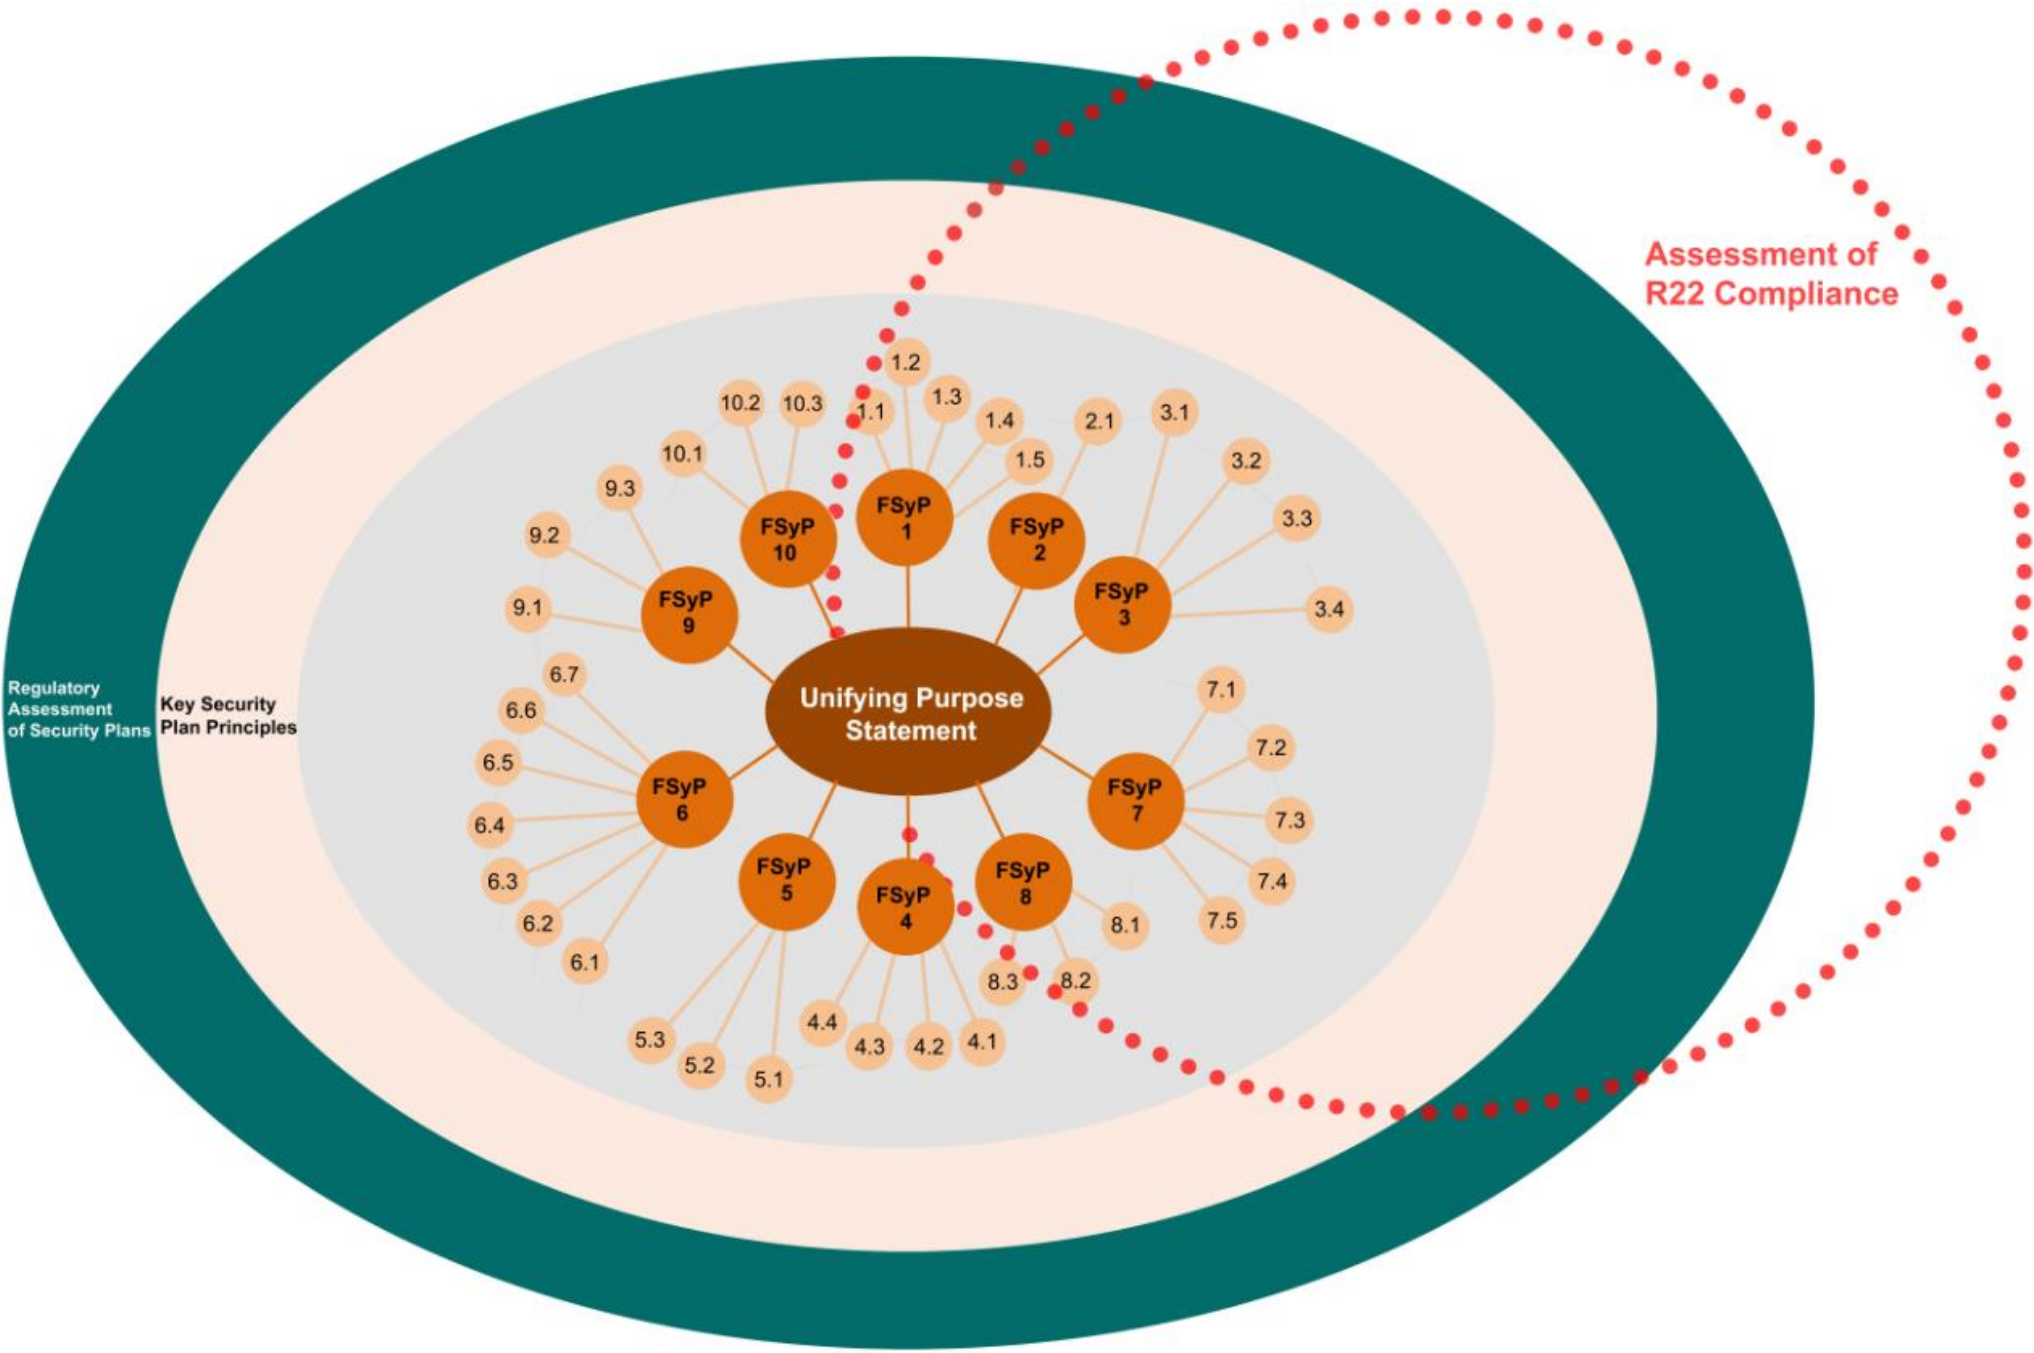 Assessment of
R22 Compliance
1.2
10.2
10.3
1.1
1.3
1.4
2.1
3.1
10.1
1.5
3.2
9.3
3.3
9.2
FSyP
10
FSyP
1
FSyP
2
9.1
FSyP
9
FSyP
3
3.4
6.7
7.1
Regulatory
Assessment
of Security Plans
Key Security
Plan Principles
6.6
Unifying Purpose
Statement
7.2
6.5
FSyP
6
FSyP
7
6.4
7.3
6.3
FSyP
5
FSyP
4
FSyP
8
7.4
6.2
8.1
7.5
6.1
8.3
8.2
5.3
4.4
4.3
4.2
4.1
5.2
5.1